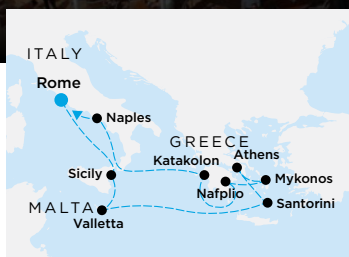 ITALY
Rome
Naples
GREECE
Athens
Sicily
Katakolon
Mykonos
Nafplio
Santorini
MALTA
Valletta